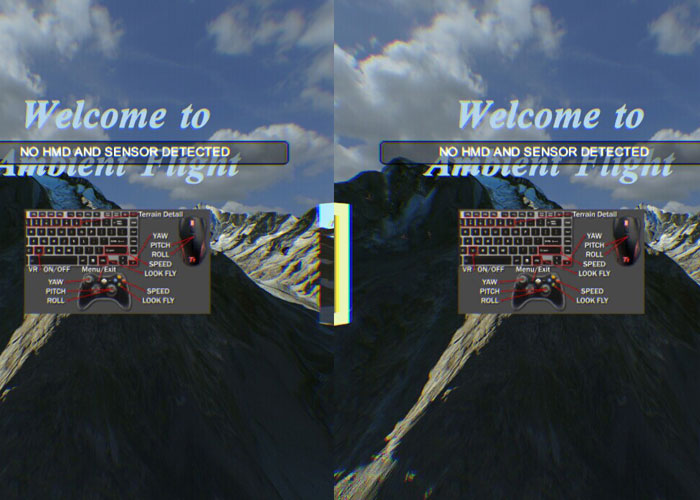 Welcome to
NO HMD AND SENSOR DETECTED
Ambient Flight
Terrain Detail
YAW
PITCH
ROLL
SPEED
LOOK FLY
VR ON/OFF Menu/Exit
YAW
PITCH
ROLL
SPEED
LOOK FLY
Welcome to
NO HMD AND SENSOR DETECTED
Ambient Flight
Terrain Detail
YAW
PITCH
ROLL
SPEED
LOOK FLY
VR ON/OFF Menu/Exit
YAW
PITCH
ROLL
SPEED
LOOK FLY